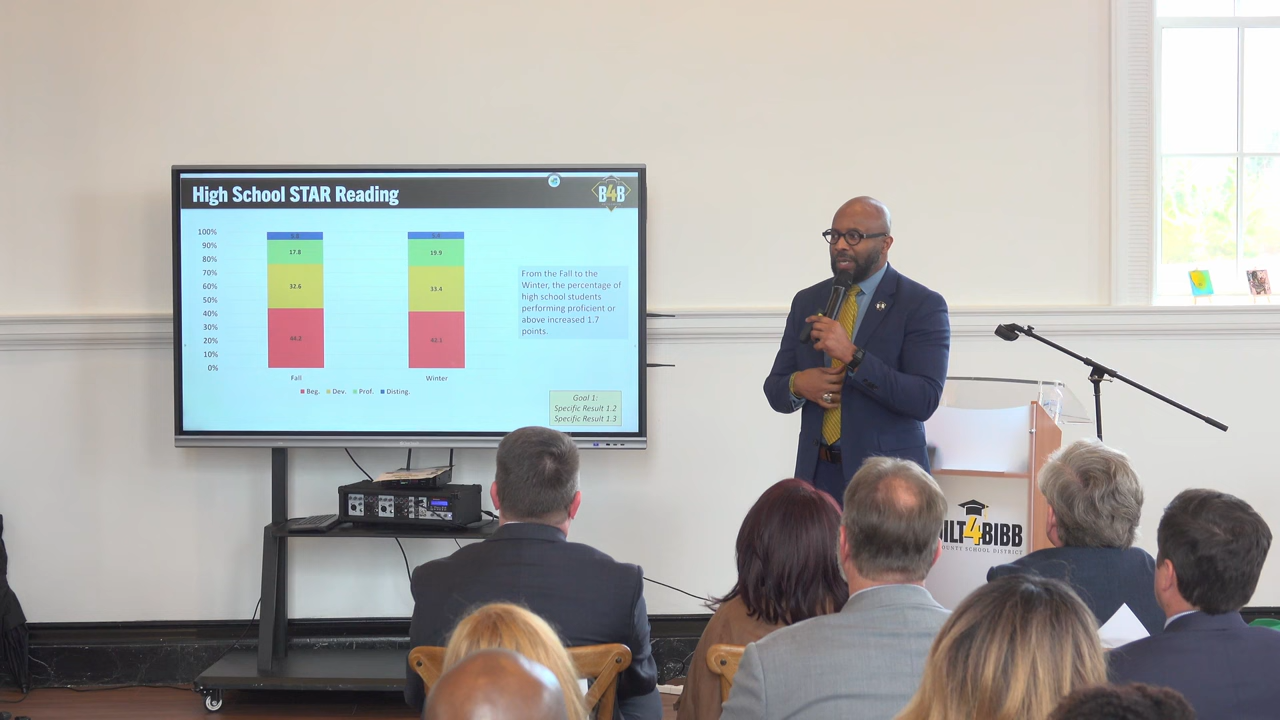 High School STAR Reading
B4B
100%
90%
80%
70%
60%
50%
40%
30%
20%
10%
0%
17.8
19.9
32.6
33.4
Fall
Winter
Beg.
Dev.
Prof.
Disting.
From the Fall to the
Winter, the percentage of
high school students
performing proficient or
above increased 1.7
points.
Goal 1:
Specific Result 1.2
Specific Result 1.3
ILT4BIBB
OUNTY SCHOOL DISTRICT